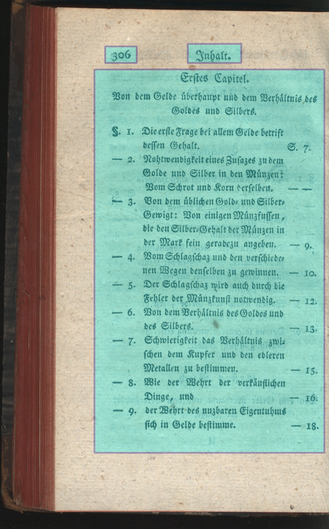 306 Inhalt.
Erstes Capitel.
Von dem Gelde überhaupt und dem Verhältnis des
Goldes und Silbers.
§. 1. Die erste Frage bei allem Gelde betrift
dessen Gehalt. S. 7.
— 2. Nohtwendigkeit eines Zusazes zu dem
Golde und Silber in den Münzen:
Vom Schrot und Korn derselben. — —
— 3. Von dem üblichen Gold- und Silber-
Gewigt: Von einigen Münzfussen,
die den Silber-Gehalt der Münzen in
der Mark fein geradezu angeben. — 9.
— 4. Vom Schlagschaz und den verschiede-
nen Wegen denselben zu gewinnen. — 10.
— 5. Der Schlagschaz wird auch durch die
Fehler der Münzkunst notwendig. — 12.
— 6. Von dem Verhältnis des Goldes und
des Silbers. — 13.
— 7. Schwierigkeit das Verhältnis zwi-
schen dem Kupfer und den edleren
Metallen zu bestimmen. — 15.
— 8. Wie der Wehrt der verkäuflichen
Dinge, und — 16.
— 9. der Wehrt des nuzbaren Eigentuhms
sich in Gelde bestimme. — 18.